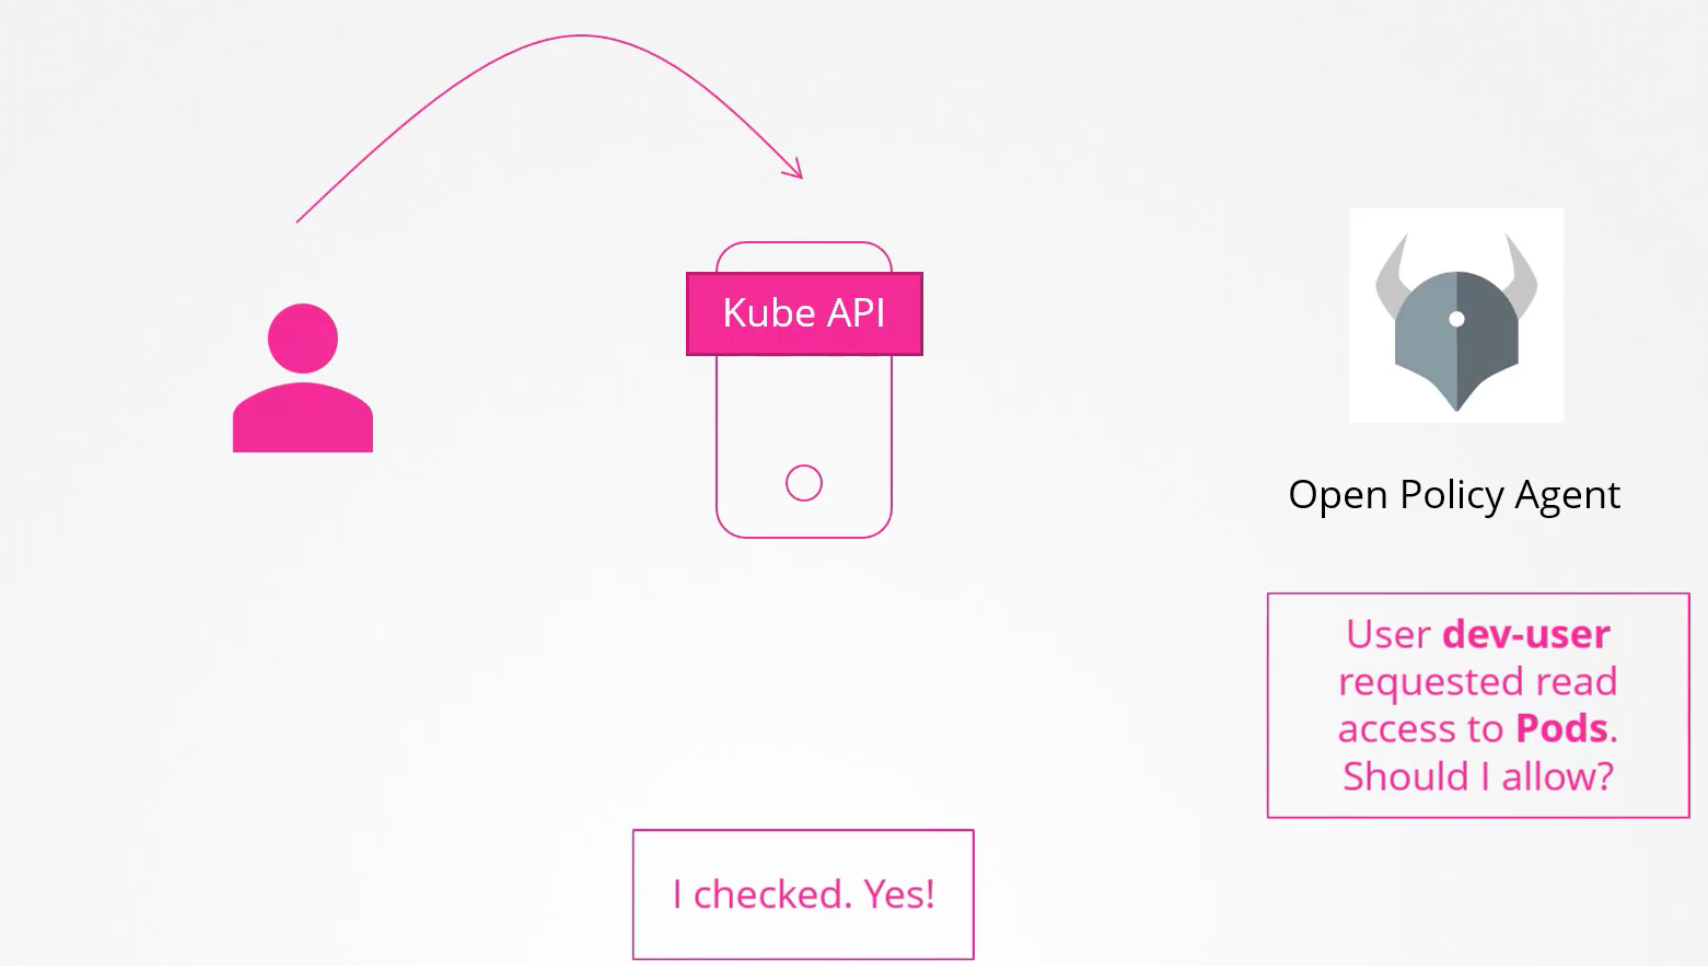 Kube API
Open Policy Agent
User dev-user
requested read
access to Pods.
Should I allow?
I checked. Yes!